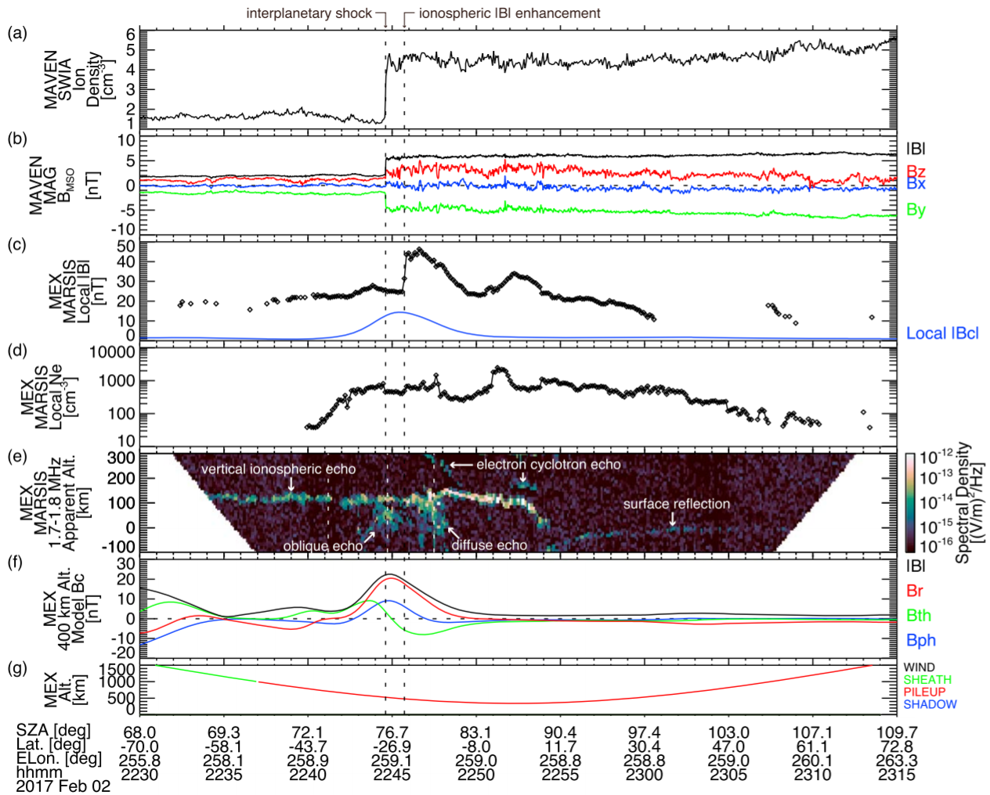 interplanetary shock
ionospheric |B| enhancement
(a)
MAVEN
SWIA
Ion
Density
[cm-3]
6
5
4
3
2
1
(b)
MAVEN
MAG
BMSO
[nT]
10
5
0
-5
-10
|B|
Bz
Bx
By
(c)
MEX
MARSIS
Local |B|
[nT]
50
40
30
20
10
0
Local |Bc|
(d)
MEX
MARSIS
Local Ne
[cm-3]
10000
1000
100
10
(e)
MEX
MARSIS
1.7-1.8 MHz
Apparent Alt.
[km]
300
200
100
0
-100
vertical ionospheric echo
electron cyclotron echo
surface reflection
oblique echo
diffuse echo
10-12
10-13
10-14
10-15
10-16
Spectral Density
[(V/m)2/Hz]
(f)
MEX
400 km Alt.
Model Bc
[nT]
30
20
10
0
-10
-20
|B|
Br
Bth
Bph
(g)
MEX
Alt.
[km]
1500
1000
500
0
WIND
SHEATH
PILEUP
SHADOW
SZA [deg] 68.0 69.3 72.1 76.7 83.1 90.4 97.4 103.0 107.1 109.7
Lat. [deg] -70.0 -58.1 -43.7 -26.9 -8.0 11.7 30.4 47.0 61.1 72.8
ELon. [deg] 255.8 258.1 258.9 259.1 259.0 258.8 258.8 259.0 260.1 263.3
hhmm 2230 2235 2240 2245 2250 2255 2300 2305 2310 2315
2017 Feb 02